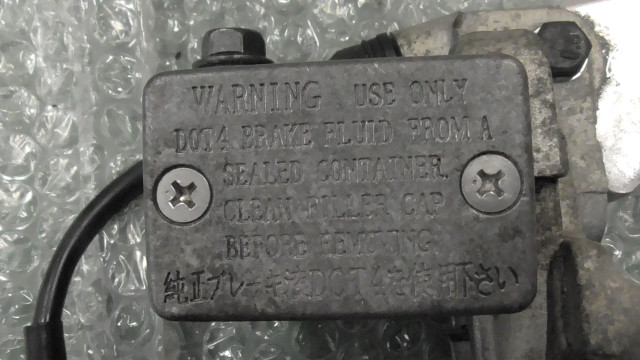 WARNING USE ONLY
DOT4 BRAKE FLUID FROM A
SEALED CONTAINER.
CLEAN FILLER CAP
BEFORE REMOVING
純正ブレーキ液DOT4を使用下さい